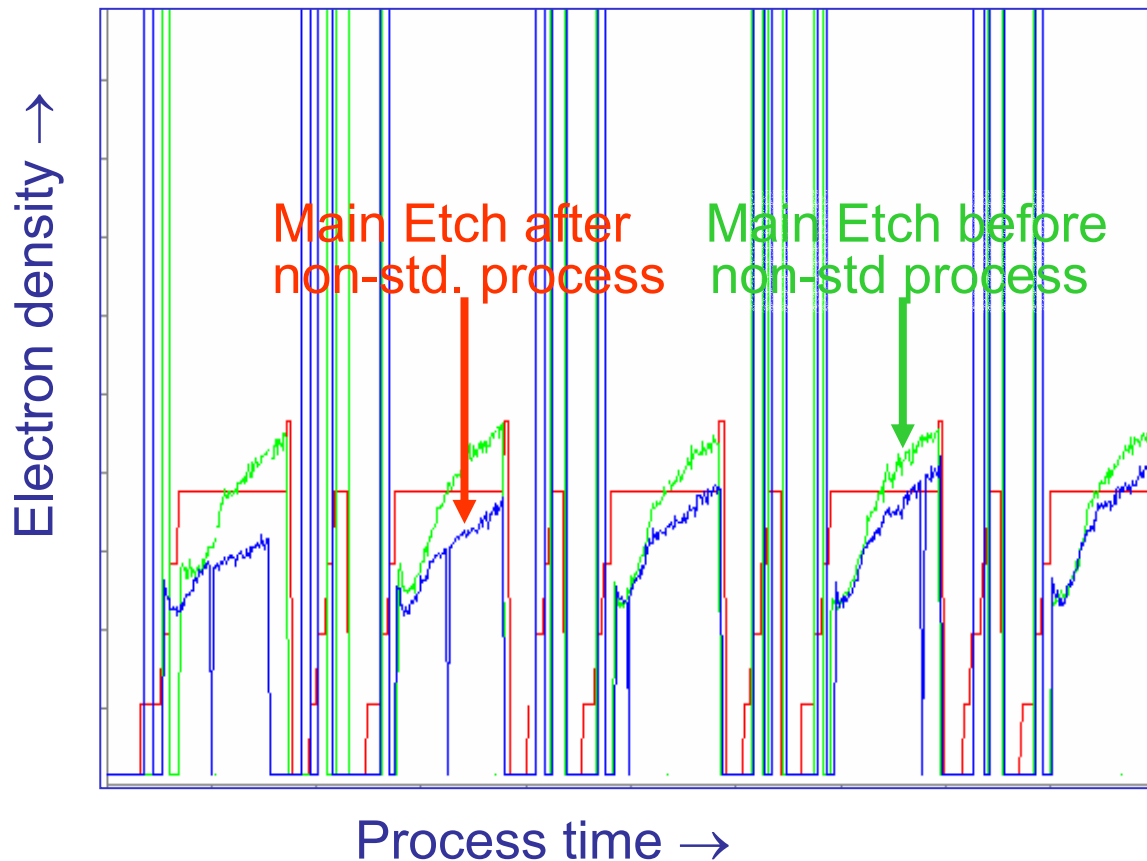 Electron density →
Main Etch after
non-std. process
Main Etch before
non-std process
Process time →